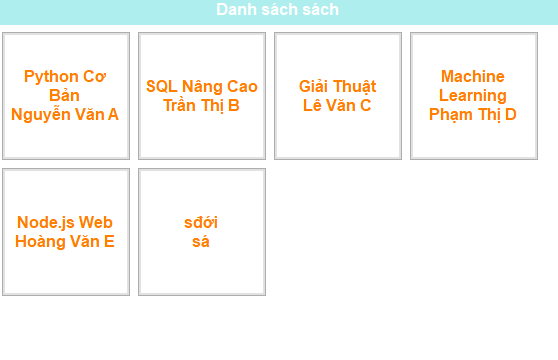 Danh sách sách
Python Cơ
Bản
Nguyễn Văn A
SQL Nâng Cao
Trần Thị B
Giải Thuật
Lê Văn C
Machine
Learning
Phạm Thị D
Node.js Web
Hoàng Văn E
sđới
sá